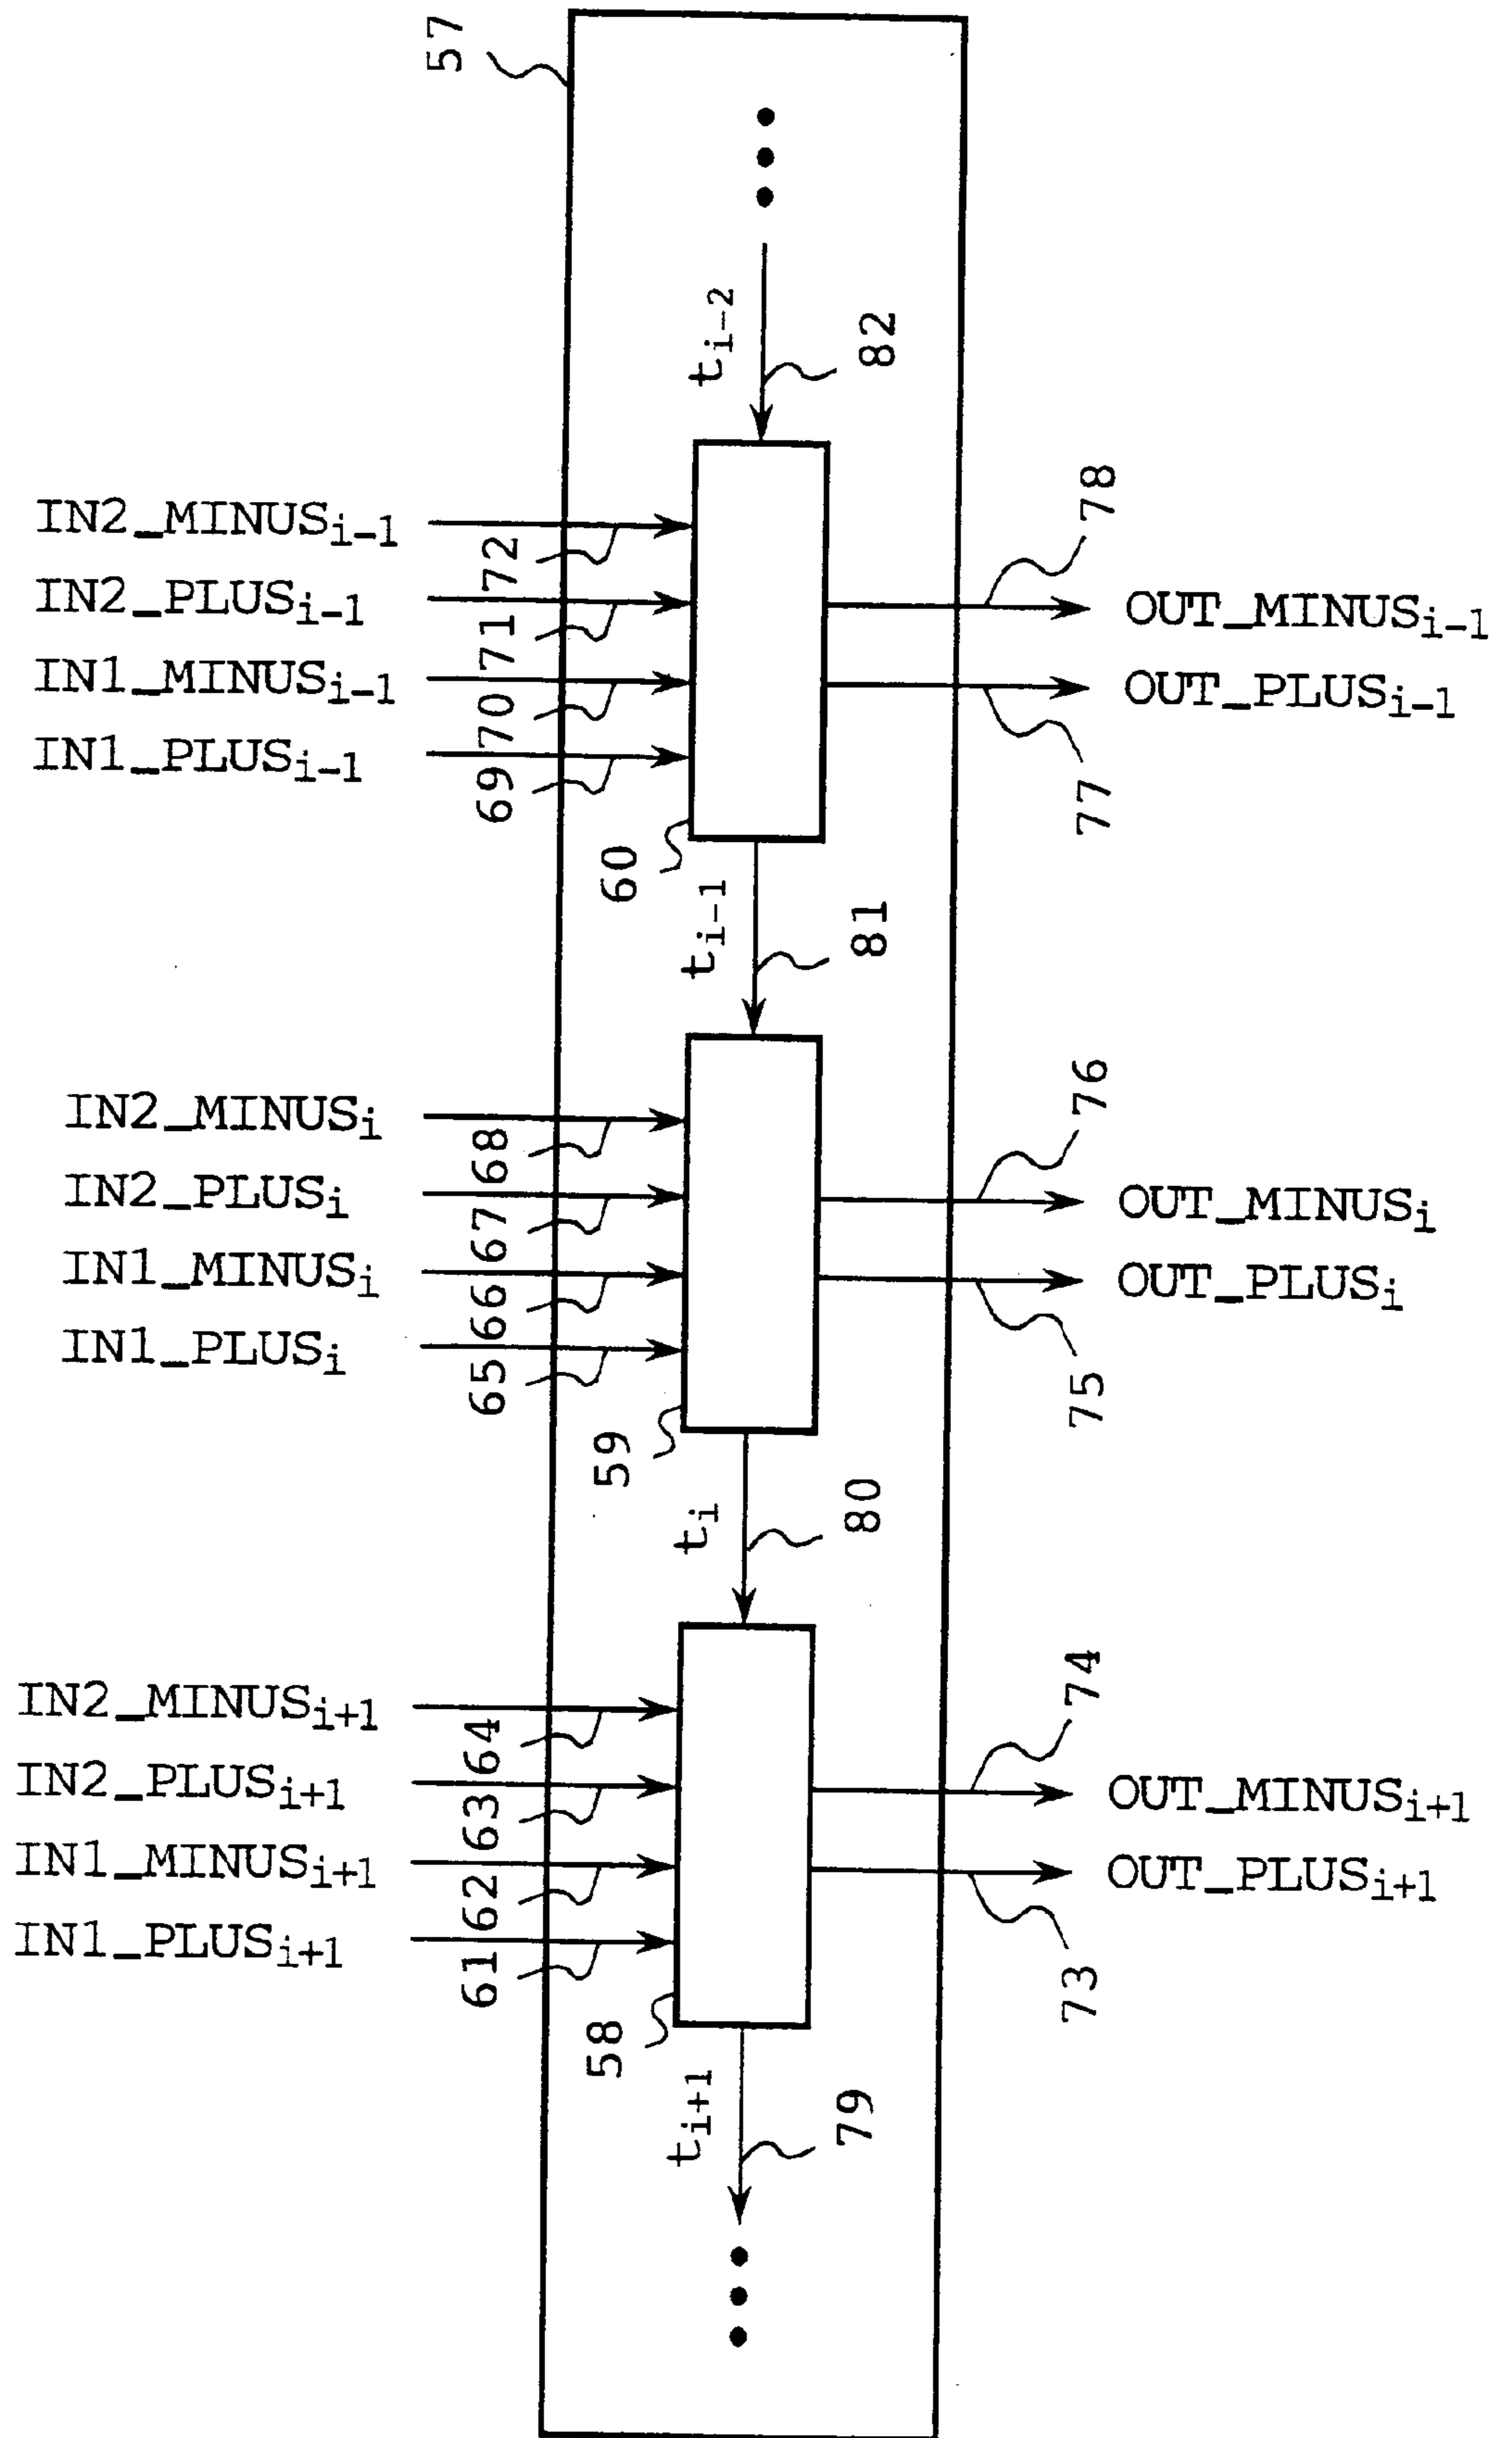 57
t_{i-2}
82
IN2_MINUS_{i-1}
72
IN2_PLUS_{i-1}
71
IN1_MINUS_{i-1}
70
IN1_PLUS_{i-1}
69
78
OUT_MINUS_{i-1}
OUT_PLUS_{i-1}
77
60
t_{i-1}
81
IN2_MINUS_i
68
IN2_PLUS_i
67
IN1_MINUS_i
66
IN1_PLUS_i
65
76
OUT_MINUS_i
OUT_PLUS_i
75
59
t_i
80
IN2_MINUS_{i+1}
64
IN2_PLUS_{i+1}
63
IN1_MINUS_{i+1}
62
IN1_PLUS_{i+1}
61
74
OUT_MINUS_{i+1}
OUT_PLUS_{i+1}
73
58
t_{i+1}
79